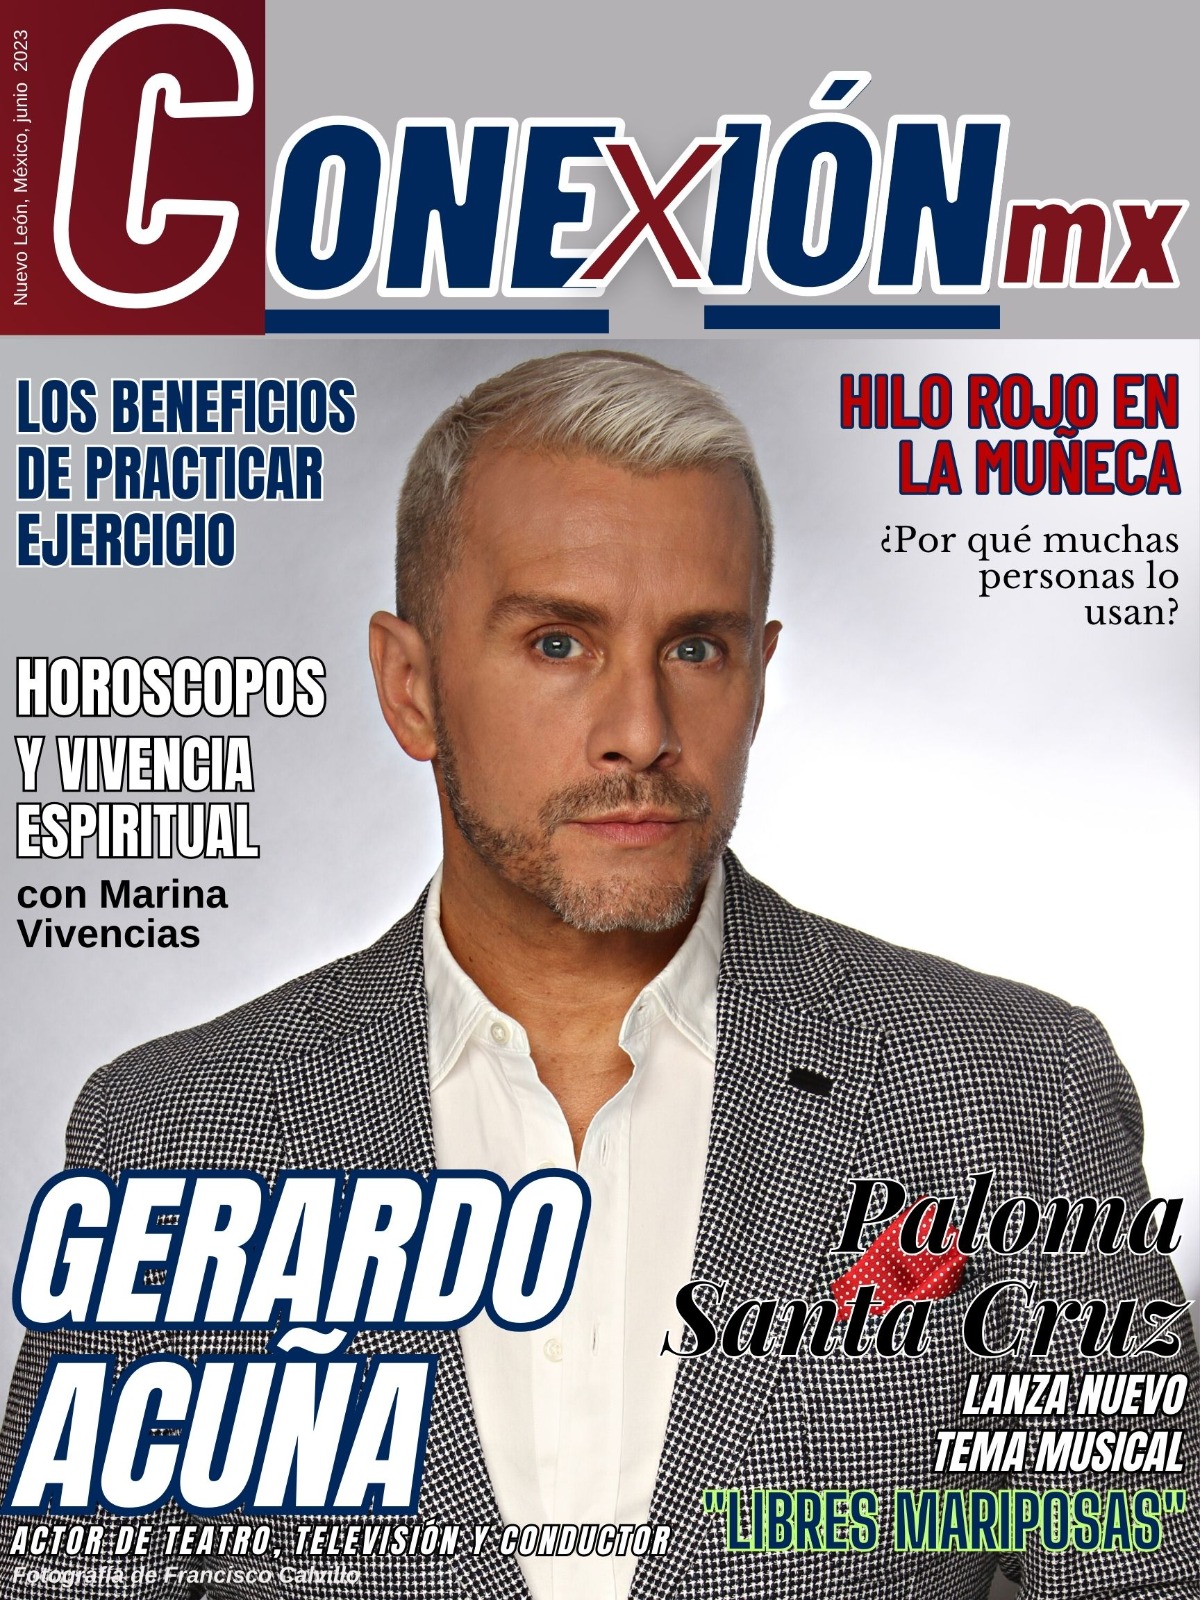 Nuevo León, México, junio 2023
CONEXIÓN mx
LOS BENEFICIOS
DE PRACTICAR
EJERCICIO
HILO ROJO EN
LA MUÑECA
¿Por qué muchas
personas lo
usan?
HOROSCOPOS
Y VIVENCIA
ESPIRITUAL
con Marina
Vivencias
GERARDO
ACUÑA
ACTOR DE TEATRO, TELEVISIÓN Y CONDUCTOR
Fotografía de Francisco Calvillo
Paloma
Santa Cruz
LANZA NUEVO
TEMA MUSICAL
"LIBRES MARIPOSAS"